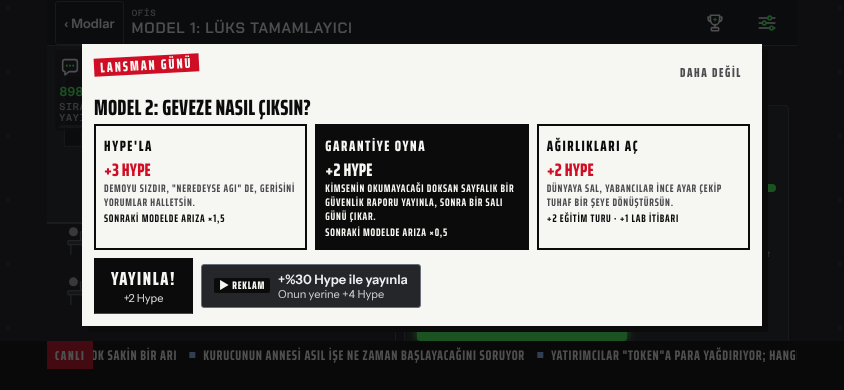 ‹ Modlar
OFİS
MODEL 1: LÜKS TAMAMLAYICI
LANSMAN GÜNÜ
DAHA DEĞİL
MODEL 2: GEVEZE NASIL ÇIKSIN?
HYPE'LA
+3 HYPE
DEMOYU SIZDIR, "NEREDEYSE AGI" DE, GERİSİNİ
YORUMLAR HALLETSİN.
SONRAKİ MODELDE ARIZA ×1,5
GARANTİYE OYNA
+2 HYPE
KİMSENİN OKUMAYACAĞI DOKSAN SAYFALIK BİR
GÜVENLİK RAPORU YAYINLA, SONRA BİR SALI
GÜNÜ ÇIKAR.
SONRAKİ MODELDE ARIZA ×0,5
AĞIRLIKLARI AÇ
+2 HYPE
DÜNYAYA SAL, YABANCILAR İNCE AYAR ÇEKİP
TUHAF BİR ŞEYE DÖNÜŞTÜRSÜN.
+2 EĞİTİM TURU · +1 LAB İTİBARI
YAYINLA!
+2 Hype
▶ REKLAM
+%30 Hype ile yayınla
Onun yerine +4 Hype
898
SIRA
YAY
CANLI
OK SAKİN BİR ARI ■ KURUCUNUN ANNESİ ASIL İŞE NE ZAMAN BAŞLAYACAĞINI SORUYOR ■ YATIRIMCILAR "TOKEN"A PARA YAĞDIRIYOR; HANG